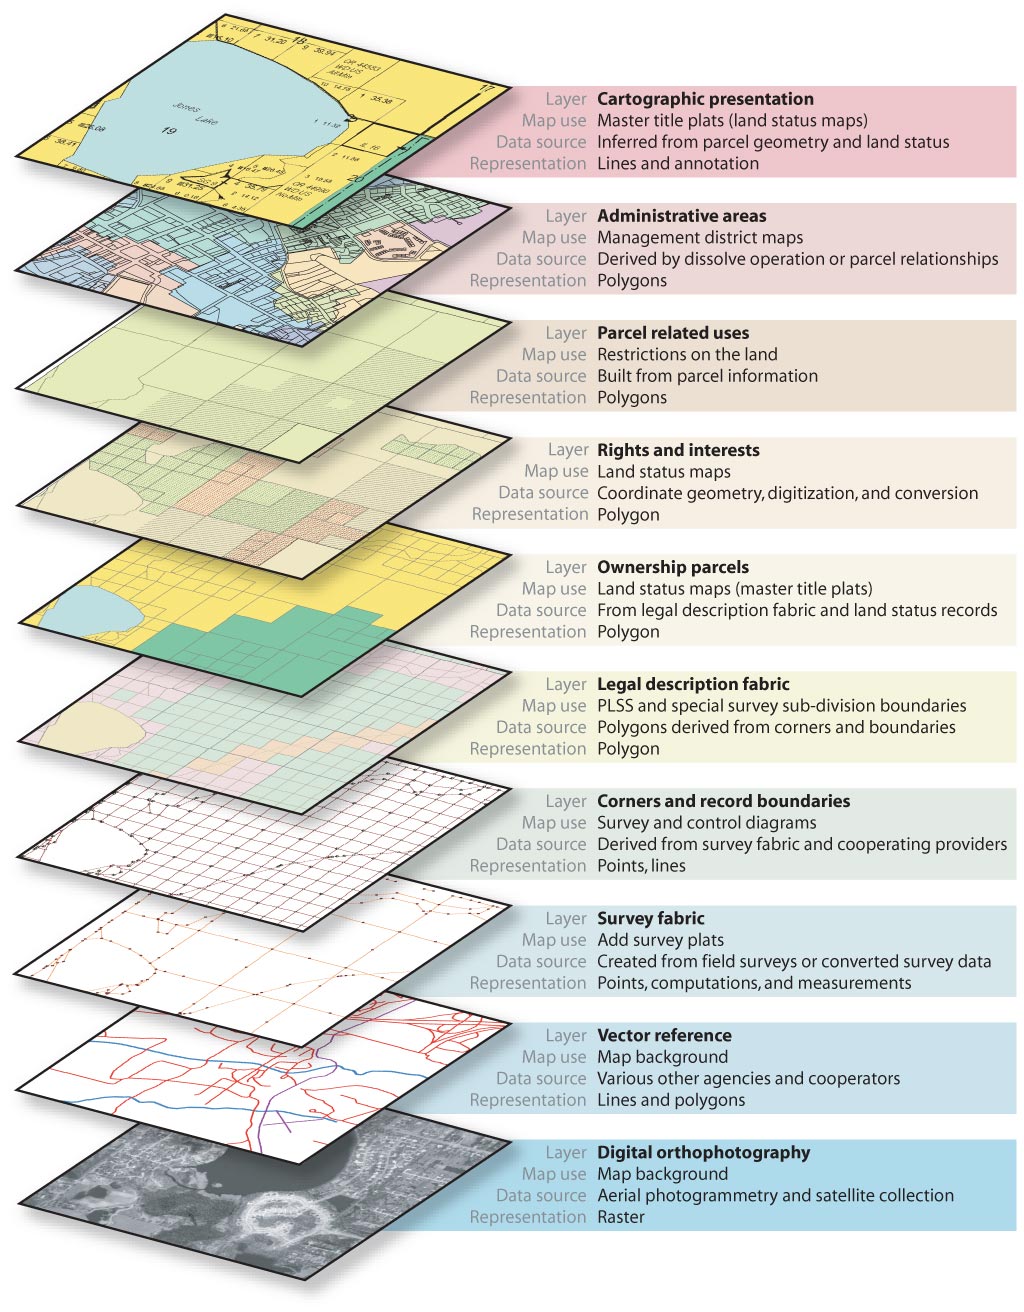 18
17
Jones
Lake
19
20
Layer Cartographic presentation
Map use Master title plats (land status maps)
Data source Inferred from parcel geometry and land status
Representation Lines and annotation
Layer Administrative areas
Map use Management district maps
Data source Derived by dissolve operation or parcel relationships
Representation Polygons
Layer Parcel related uses
Map use Restrictions on the land
Data source Built from parcel information
Representation Polygons
Layer Rights and interests
Map use Land status maps
Data source Coordinate geometry, digitization, and conversion
Representation Polygon
Layer Ownership parcels
Map use Land status maps (master title plats)
Data source From legal description fabric and land status records
Representation Polygon
Layer Legal description fabric
Map use PLSS and special survey sub-division boundaries
Data source Polygons derived from corners and boundaries
Representation Polygon
Layer Corners and record boundaries
Map use Survey and control diagrams
Data source Derived from survey fabric and cooperating providers
Representation Points, lines
Layer Survey fabric
Map use Add survey plats
Data source Created from field surveys or converted survey data
Representation Points, computations, and measurements
Layer Vector reference
Map use Map background
Data source Various other agencies and cooperators
Representation Lines and polygons
Layer Digital orthophotography
Map use Map background
Data source Aerial photogrammetry and satellite collection
Representation Raster